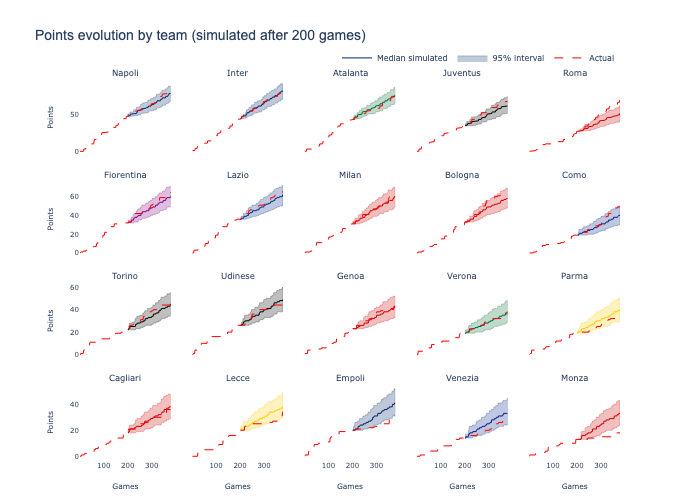 Points evolution by team (simulated after 200 games)
Median simulated 95% interval Actual
Napoli Inter Atalanta Juventus Roma
Points
50
0
Fiorentina Lazio Milan Bologna Como
Points
60
40
20
0
Torino Udinese Genoa Verona Parma
Points
60
40
20
0
Cagliari Lecce Empoli Venezia Monza
Points
40
20
0
100 200 300 100 200 300 100 200 300 100 200 300 100 200 300
Games Games Games Games Games